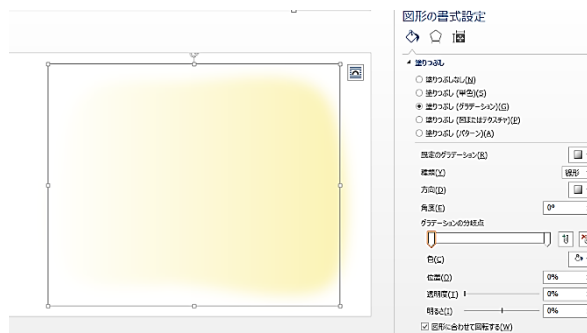 図形の書式設定
塗りつぶし
塗りつぶしなし(N)
塗りつぶし (単色)(S)
塗りつぶし (グラデーション)(G)
塗りつぶし (図またはテクスチャ)(P)
塗りつぶし (パターン)(A)
既定のグラデーション(R)
種類(Y) 線形
方向(D)
角度(E) 0°
グラデーションの分岐点
色(C)
位置(O) 0%
透明度(T) 0%
明るさ(I) 0%
図形に合わせて回転する(W)